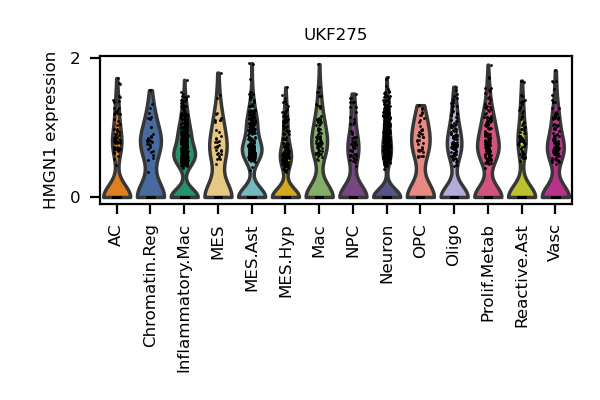 UKF275
HMGN1 expression
2
0
AC
Chromatin.Reg
Inflammatory.Mac
MES
MES.Ast
MES.Hyp
Mac
NPC
Neuron
OPC
Oligo
Prolif.Metab
Reactive.Ast
Vasc